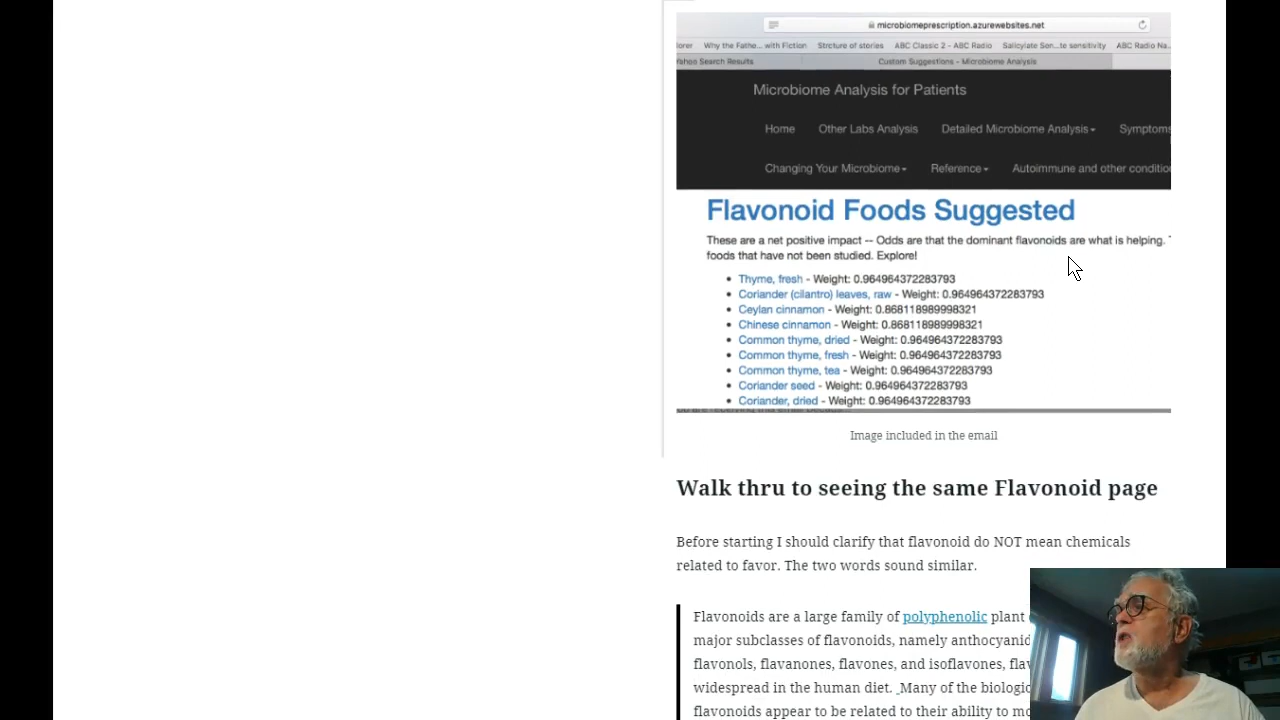 microbiomeprescription.azurewebsites.net
lorer Why the Fathe... with Fiction Strcture of stories ABC Classic 2 - ABC Radio Salicylate Sen...te sensitivity ABC Radio Na...
Yahoo Search Results Custom Suggestions - Microbiome Analysis
Microbiome Analysis for Patients
Home Other Labs Analysis Detailed Microbiome Analysis Symptoms
Changing Your Microbiome Reference Autoimmune and other conditio
Flavonoid Foods Suggested
These are a net positive impact -- Odds are that the dominant flavonoids are what is helping.
foods that have not been studied. Explore!
Thyme, fresh - Weight: 0.964964372283793
Coriander (cilantro) leaves, raw - Weight: 0.964964372283793
Ceylan cinnamon - Weight: 0.868118989998321
Chinese cinnamon - Weight: 0.868118989998321
Common thyme, dried - Weight: 0.964964372283793
Common thyme, fresh - Weight: 0.964964372283793
Common thyme, tea - Weight: 0.964964372283793
Coriander seed - Weight: 0.964964372283793
Coriander, dried - Weight: 0.964964372283793
Image included in the email
Walk thru to seeing the same Flavonoid page
Before starting I should clarify that flavonoid do NOT mean chemicals
related to favor. The two words sound similar.
Flavonoids are a large family of polyphenolic plant
major subclasses of flavonoids, namely anthocyanid
flavonols, flavanones, flavones, and isoflavones, flav
widespread in the human diet. Many of the biologic
flavonoids appear to be related to their ability to mo